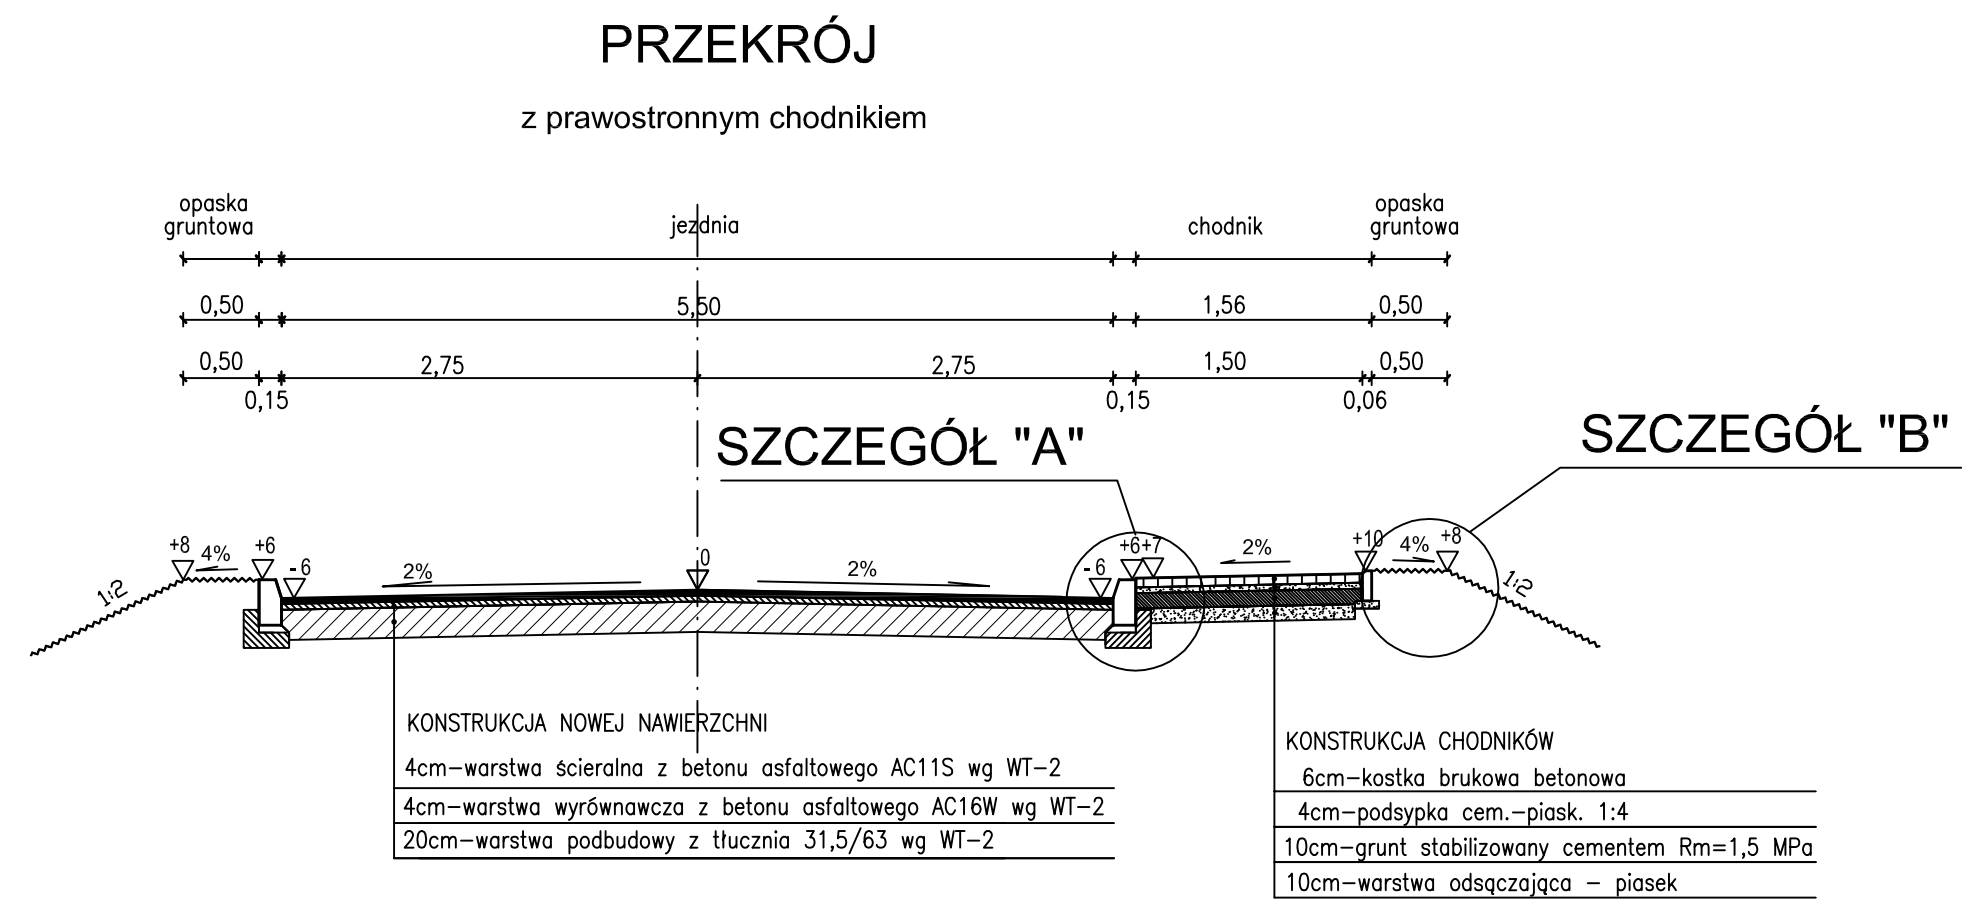 PRZEKRÓJ
z prawostronnym chodnikiem
opaska gruntowa
jezdnia
chodnik
opaska gruntowa
0,50 5,50 1,56 0,50
0,50 2,75 2,75 1,50 0,50
0,15 0,15 0,06
SZCZEGÓŁ "A"
SZCZEGÓŁ "B"
+8 4% +6 -6 2% 0 2% -6 +6 +7 2% +10 4% +8
1:2 1:2
KONSTRUKCJA NOWEJ NAWIERZCHNI
4cm-warstwa ścieralna z betonu asfaltowego AC11S wg WT-2
4cm-warstwa wyrównawcza z betonu asfaltowego AC16W wg WT-2
20cm-warstwa podbudowy z tłucznia 31,5/63 wg WT-2
KONSTRUKCJA CHODNIKÓW
6cm-kostka brukowa betonowa
4cm-podsypka cem.-piask. 1:4
10cm-grunt stabilizowany cementem Rm=1,5 MPa
10cm-warstwa odsączająca - piasek